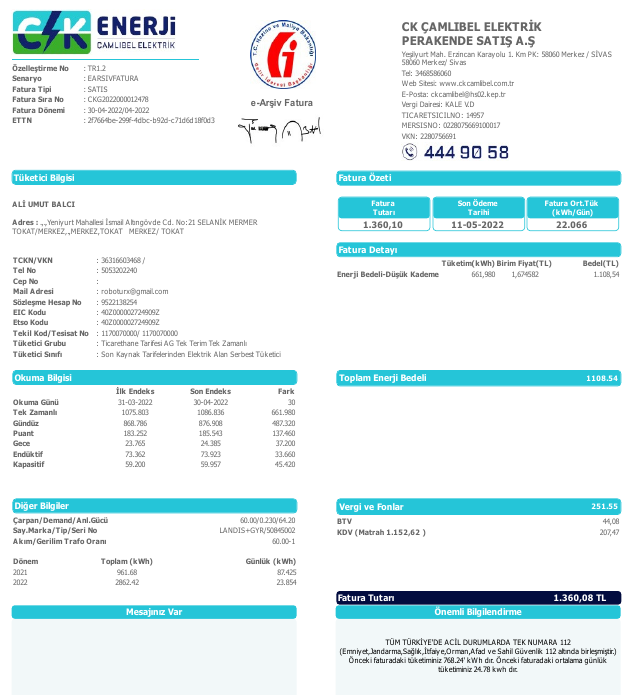 CK ENERJİ
ÇAMLIBEL ELEKTRİK
Özelleştirme No : TR1.2
Senaryo : EARSIVFATURA
Fatura Tipi : SATIS
Fatura Sıra No : CKG2022000012478
Fatura Dönemi : 30-04-2022/04-2022
ETTN : 2f7664be-299f-4dbc-b92d-c71d6d18f0d3
T.C. Hazine ve Maliye Bakanlığı
Gelir İdaresi Başkanlığı
e-Arşiv Fatura
CK ÇAMLIBEL ELEKTRİK
PERAKENDE SATIŞ A.Ş
Yeşilyurt Mah. Erzincan Karayolu 1. Km PK: 58060 Merkez / SİVAS
58060 Merkez/ Sivas
Tel: 3468586060
Web Sitesi: www.ckcamlibel.com.tr
E-Posta: ckcamlibel@hs02.kep.tr
Vergi Dairesi: KALE V.D
TICARETSICILNO: 14957
MERSISNO: 0228075669100017
VKN: 2280756691
444 90 58
Tüketici Bilgisi
ALİ UMUT BALCI
Adres : ,,,Yeniyurt Mahallesi İsmail Altıngövde Cd. No:21 SELANİK MERMER
TOKAT/MERKEZ,,MERKEZ,TOKAT MERKEZ/ TOKAT
TCKN/VKN : 36316603468 /
Tel No : 5053202240
Cep No :
Mail Adresi : roboturx@gmail.com
Sözleşme Hesap No : 9522138254
EIC Kodu : 40Z000002724909Z
Etso Kodu : 40Z000002724909Z
Tekil Kod/Tesisat No : 1170070000/ 1170070000
Tüketici Grubu : Ticarethane Tarifesi AG Tek Terim Tek Zamanlı
Tüketici Sınıfı : Son Kaynak Tarifelerinden Elektrik Alan Serbest Tüketici
Fatura Özeti
Fatura Tutarı Son Ödeme Tarihi Fatura Ort.Tük (kWh/Gün)
1.360,10 11-05-2022 22.066
Fatura Detayı
Tüketim(kWh) Birim Fiyat(TL) Bedel(TL)
Enerji Bedeli-Düşük Kademe 661,980 1,674582 1.108,54
Okuma Bilgisi
İlk Endeks Son Endeks Fark
Okuma Günü 31-03-2022 30-04-2022 30
Tek Zamanlı 1075.803 1086.836 661.980
Gündüz 868.786 876.908 487.320
Puant 183.252 185.543 137.460
Gece 23.765 24.385 37.200
Endüktif 73.362 73.923 33.660
Kapasitif 59.200 59.957 45.420
Toplam Enerji Bedeli 1108.54
Diğer Bilgiler
Çarpan/Demand/Anl.Gücü 60.00/0.230/64.20
Say.Marka/Tip/Seri No LANDIS+GYR/50845002
Akım/Gerilim Trafo Oranı 60.00-1
Dönem Toplam (kWh) Günlük (kWh)
2021 961.68 87.425
2022 2862.42 23.854
Vergi ve Fonlar 251.55
BTV 44,08
KDV (Matrah 1.152,62 ) 207,47
Fatura Tutarı 1.360,08 TL
Mesajınız Var
Önemli Bilgilendirme
TÜM TÜRKİYE'DE ACİL DURUMLARDA TEK NUMARA 112
(Emniyet,Jandarma,Sağlık,İtfaiye,Orman,Afad ve Sahil Güvenlik 112 altında birleşmiştir.)
Önceki faturadaki tüketiminiz 768.24' kWh dır. Önceki faturadaki ortalama günlük
tüketiminiz 24.78 kwh dır.